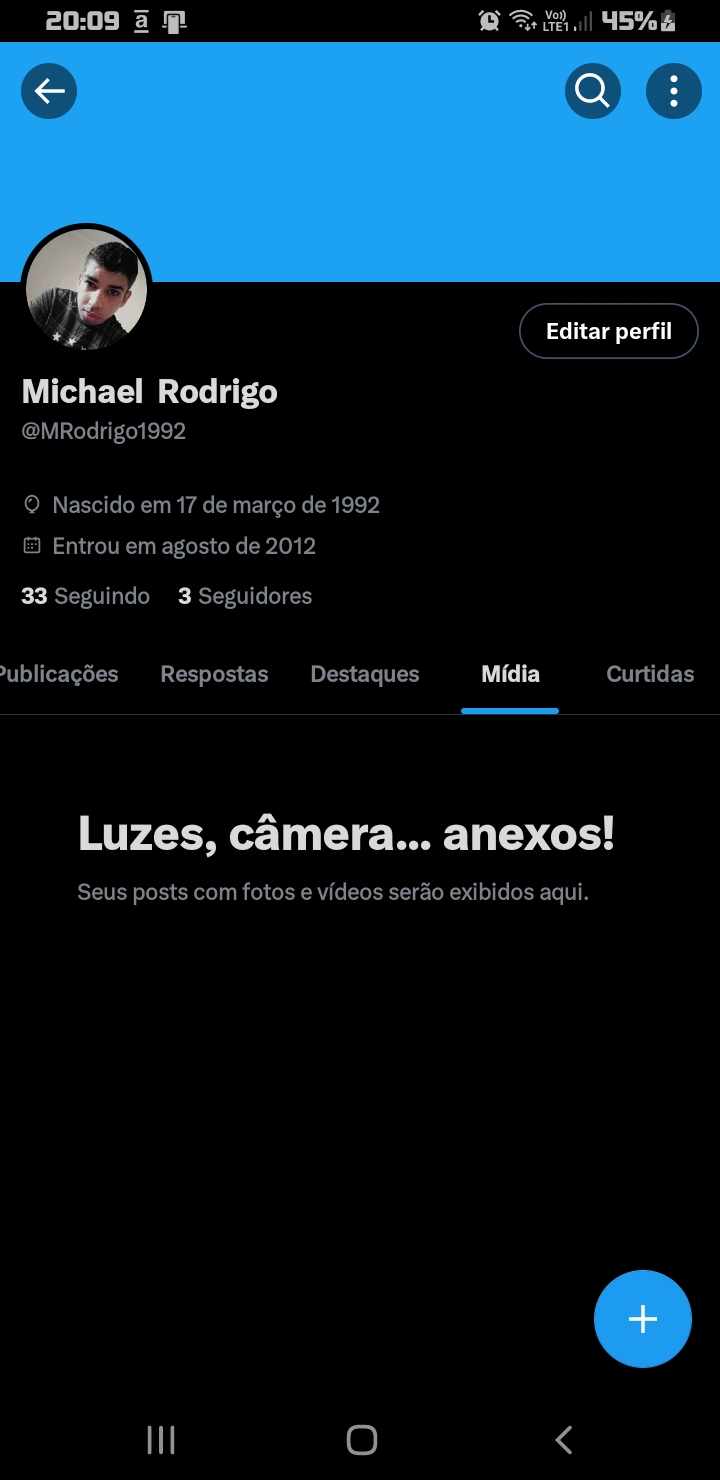 20:09 a Vo)) LTE1 45%
Editar perfil
Michael Rodrigo
@MRodrigo1992
Nascido em 17 de março de 1992
Entrou em agosto de 2012
33 Seguindo 3 Seguidores
Publicações Respostas Destaques Mídia Curtidas
Luzes, câmera... anexos!
Seus posts com fotos e vídeos serão exibidos aqui.